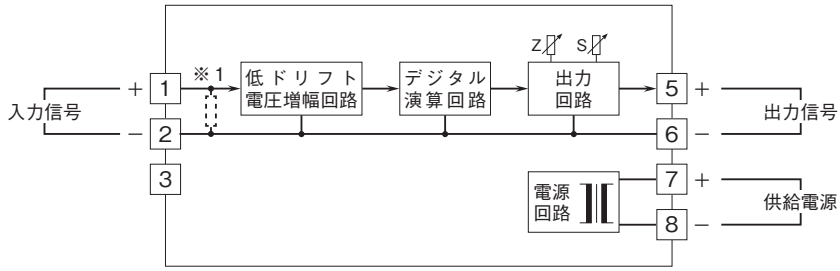 Z
S
※1
低ドリフト
電圧増幅回路
デジタル
演算回路
出力
回路
入力信号
+
1
−
2
3
5
+
6
−
出力信号
電源
回路
7
+
8
−
供給電源